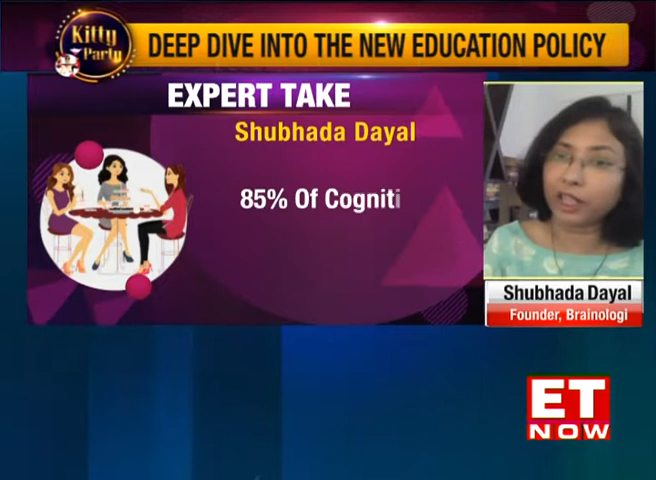 Kitty
Party
DEEP DIVE INTO THE NEW EDUCATION POLICY
EXPERT TAKE
Shubhada Dayal
85% Of Cogniti
Shubhada Dayal
Founder, Brainologi
ET
NOW